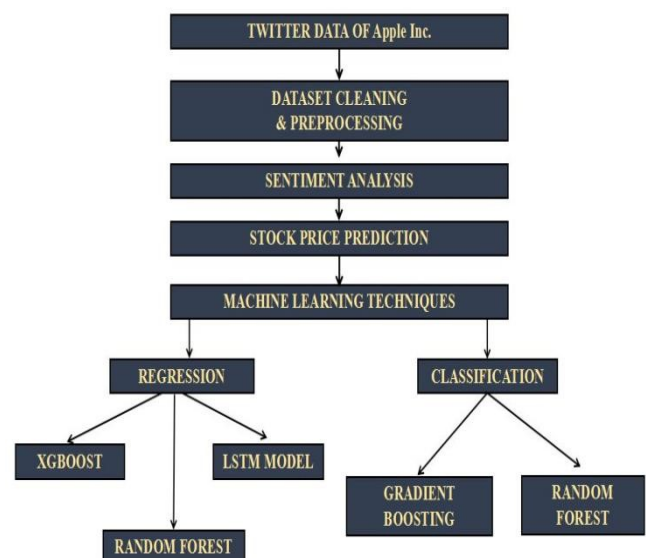 TWITTER DATA OF Apple Inc.
DATASET CLEANING
& PREPROCESSING
SENTIMENT ANALYSIS
STOCK PRICE PREDICTION
MACHINE LEARNING TECHNIQUES
REGRESSION
CLASSIFICATION
XGBOOST
LSTM MODEL
RANDOM FOREST
GRADIENT
BOOSTING
RANDOM
FOREST